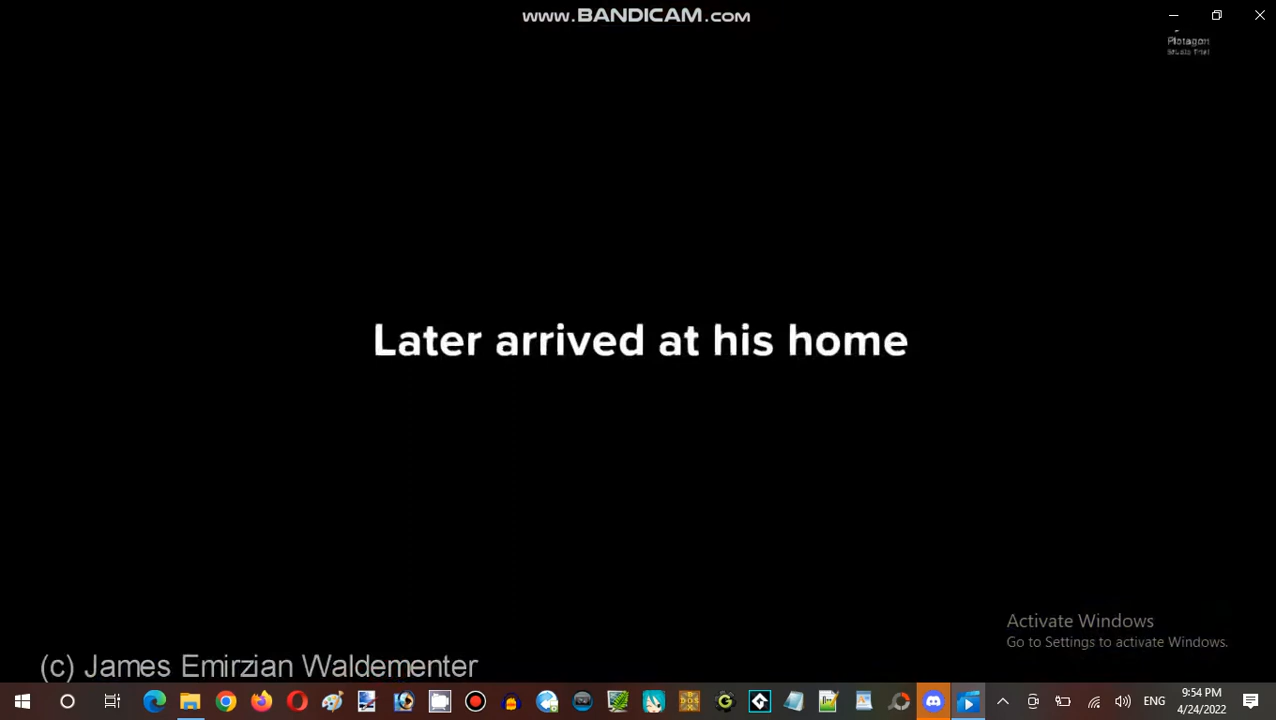 www.BANDICAM.com
Plotagon
Later arrived at his home
Activate Windows
Go to Settings to activate Windows.
(c) James Emirzian Waldementer
ENG
9:54 PM
4/24/2022